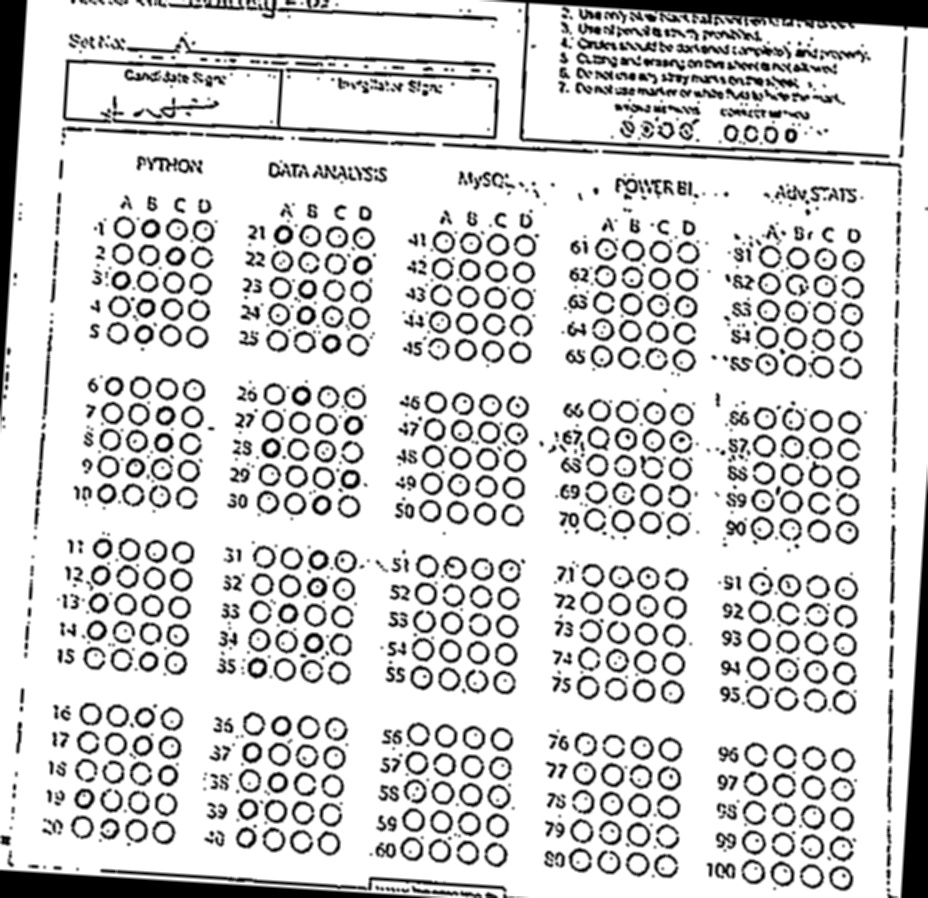 Set No: A
2. Use only blue/black ball point pen to fill the circles.
3. Use of pencil is strictly prohibited.
4. Circles should be darkened completely and properly.
5. Cutting and erasing on this sheet is not allowed
6. Do not use any stray marks on the sheet.
7. Do not use marker or white fluid to hide the mark.
WRONG METHODS CORRECT METHOD
Candidate Sign: Invigilator Sign:
PYTHON DATA ANALYSIS MySQL POWER BI Adv. STATS
A B C D A B C D A B C D A B C D A B C D
1 21 41 61 81
2 22 42 62 82
3 23 43 63 83
4 24 44 64 84
5 25 45 65 85
6 26 46 66 86
7 27 47 67 87
8 28 48 68 88
9 29 49 69 89
10 30 50 70 90
11 31 51 71 91
12 32 52 72 92
13 33 53 73 93
14 34 54 74 94
15 35 55 75 95
16 36 56 76 96
17 37 57 77 97
18 38 58 78 98
19 39 59 79 99
20 40 60 80 100